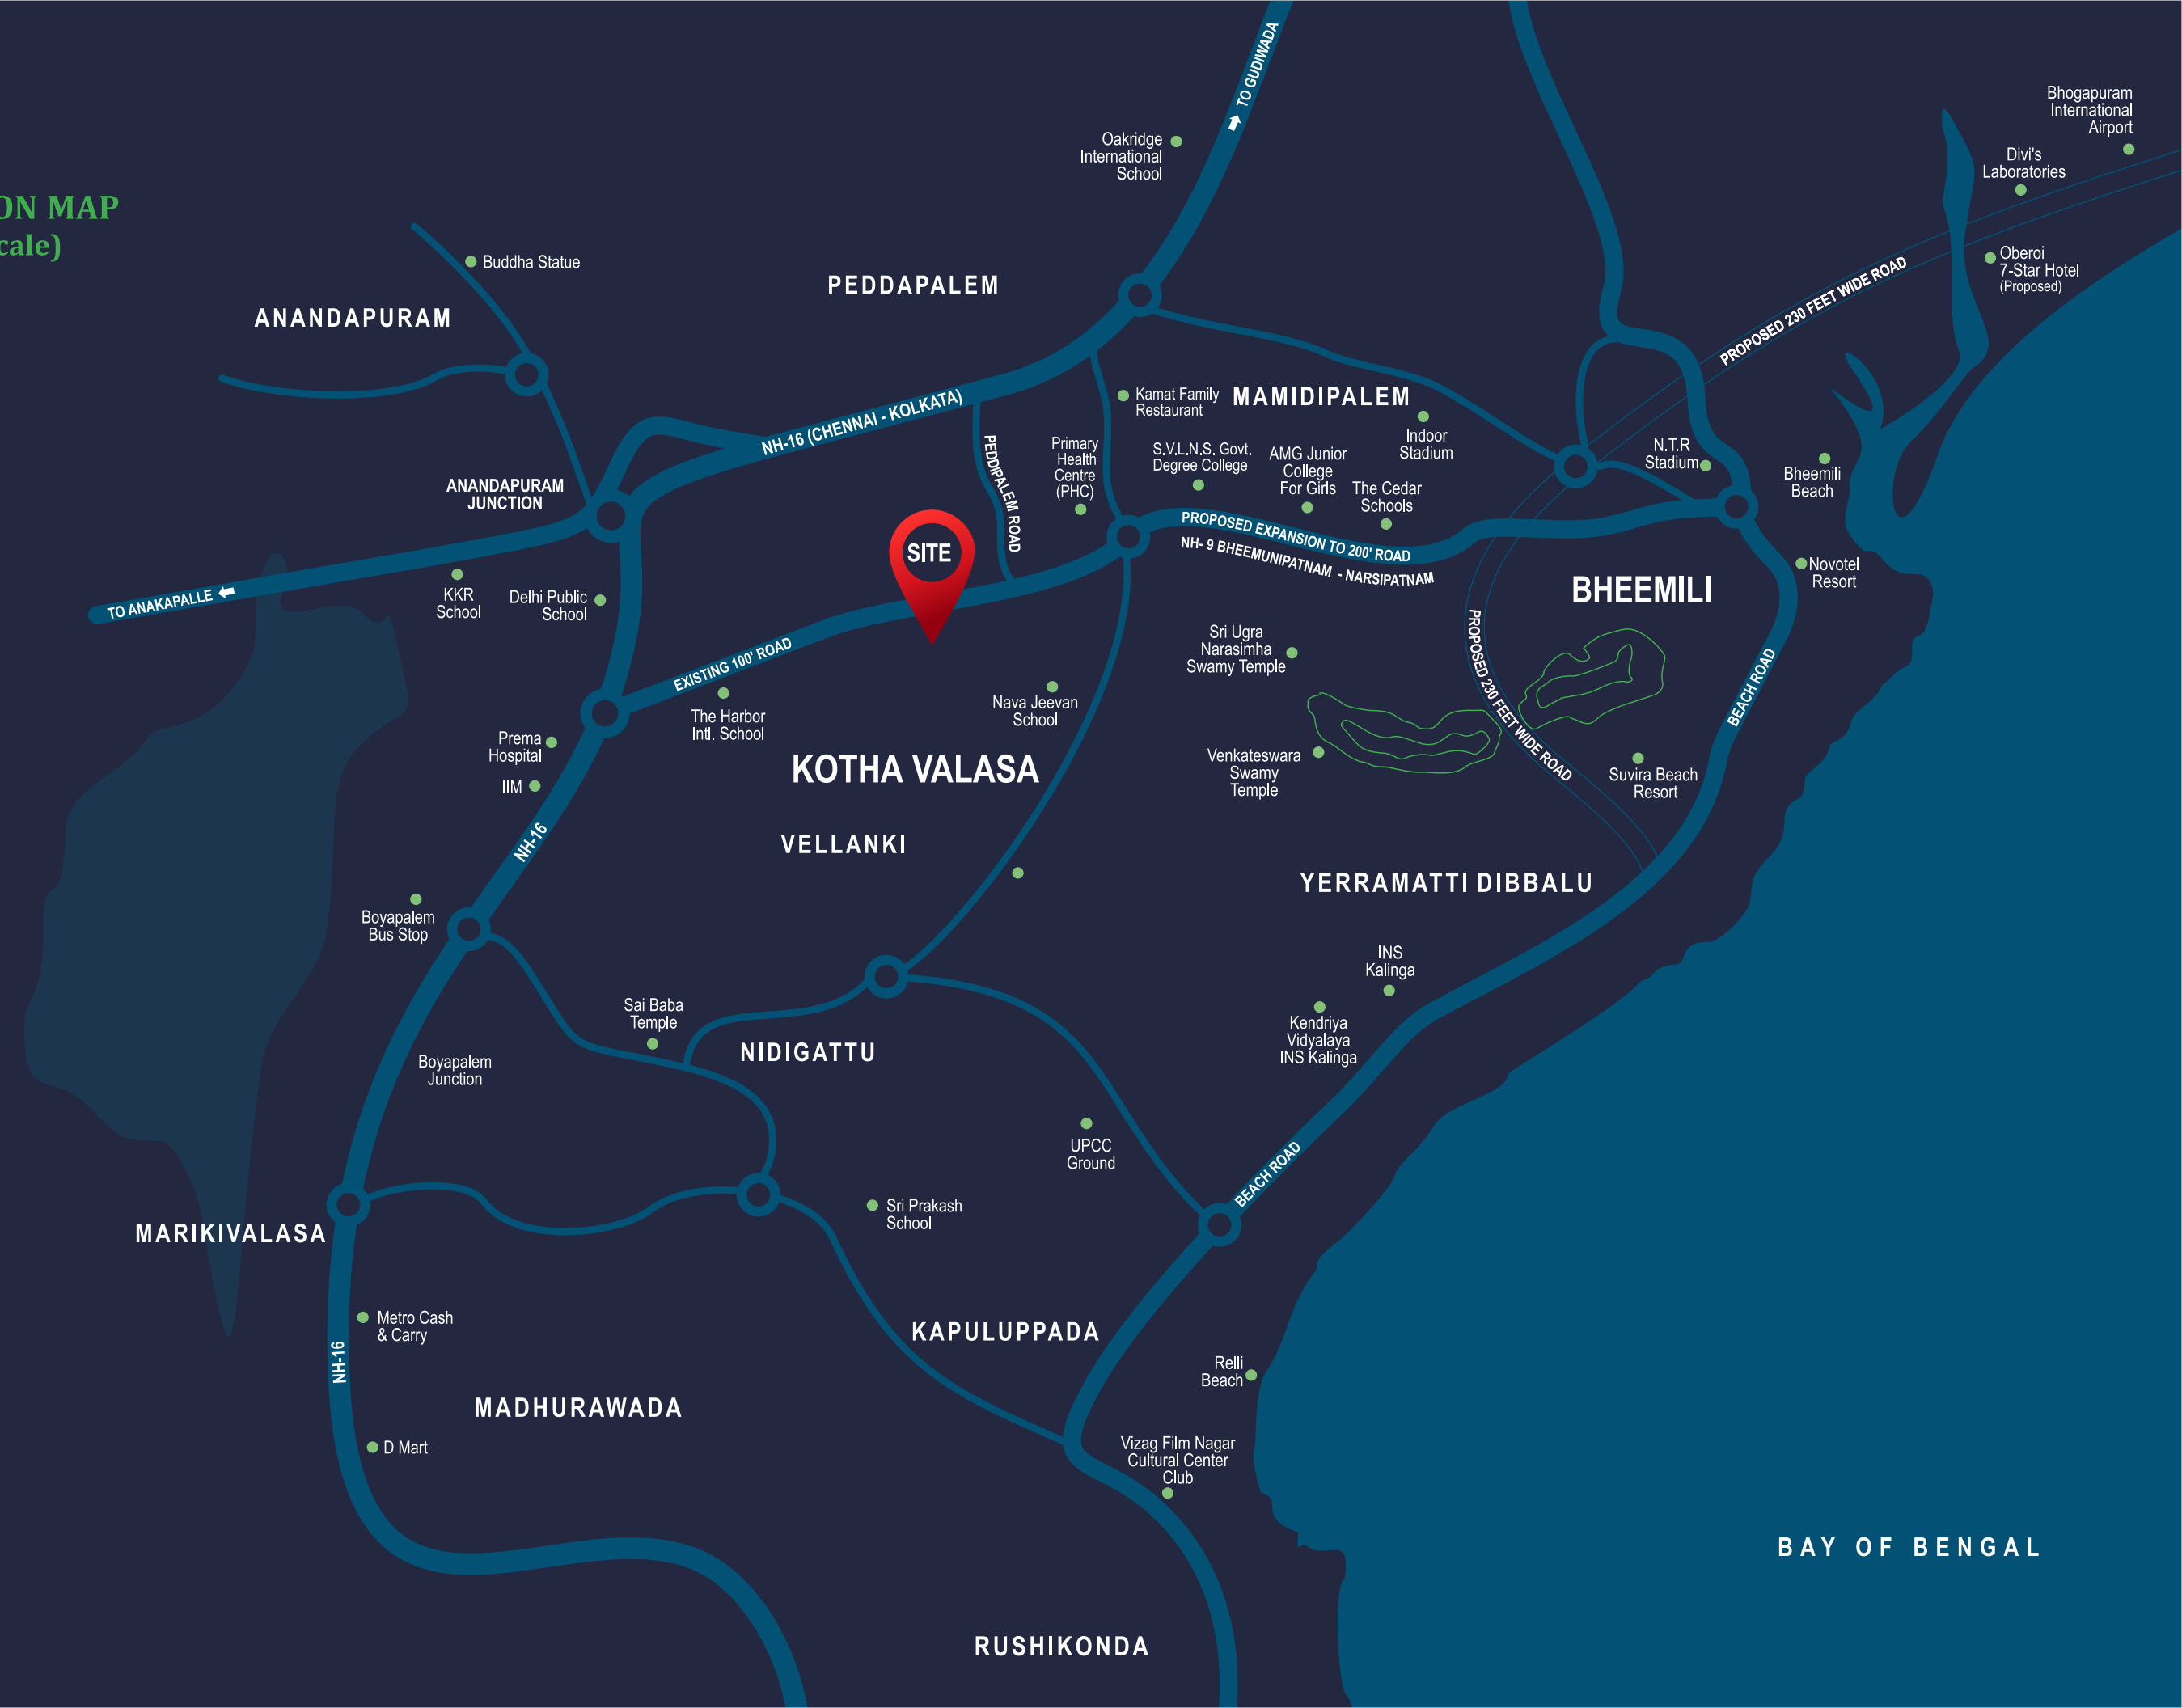 ON MAP
cale)
TO GUDIWADA
Oakridge
International
School
Bhogapuram
International
Airport
Divi's
Laboratories
Oberoi
7-Star Hotel
(Proposed)
PROPOSED 230 FEET WIDE ROAD
Buddha Statue
ANANDAPURAM
PEDDAPALEM
NH-16 (CHENNAI - KOLKATA)
Kamat Family
Restaurant
MAMIDIPALEM
Indoor
Stadium
PEDDIPALEM ROAD
Primary
Health
Centre
(PHC)
S.V.L.N.S. Govt.
Degree College
AMG Junior
College
For Girls
The Cedar
Schools
N.T.R
Stadium
Bheemili
Beach
ANANDAPURAM
JUNCTION
SITE
PROPOSED EXPANSION TO 200' ROAD
NH- 9 BHEEMUNIPATNAM - NARSIPATNAM
BHEEMILI
Novotel
Resort
TO ANAKAPALLE
KKR
School
Delhi Public
School
EXISTING 100' ROAD
The Harbor
Intl. School
Sri Ugra
Narasimha
Swamy Temple
PROPOSED 230 FEET WIDE ROAD
BEACH ROAD
Nava Jeevan
School
Prema
Hospital
IIM
KOTHA VALASA
Venkateswara
Swamy
Temple
Suvira Beach
Resort
NH-16
VELLANKI
YERRAMATTI DIBBALU
Boyapalem
Bus Stop
INS
Kalinga
Kendriya
Vidyalaya
INS Kalinga
Sai Baba
Temple
NIDIGATTU
Boyapalem
Junction
UPCC
Ground
BEACH ROAD
Sri Prakash
School
MARIKIVALASA
Metro Cash
& Carry
KAPULUPPADA
NH-16
Relli
Beach
MADHURAWADA
D Mart
Vizag Film Nagar
Cultural Center
Club
BAY OF BENGAL
RUSHIKONDA